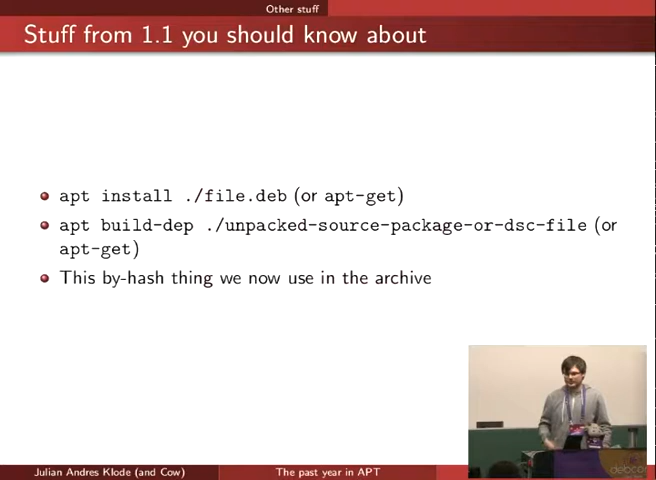 Other stuff
Stuff from 1.1 you should know about
apt install ./file.deb (or apt-get)
apt build-dep ./unpacked-source-package-or-dsc-file (or
apt-get)
This by-hash thing we now use in the archive
debcon
Julian Andres Klode (and Cow)
The past year in APT